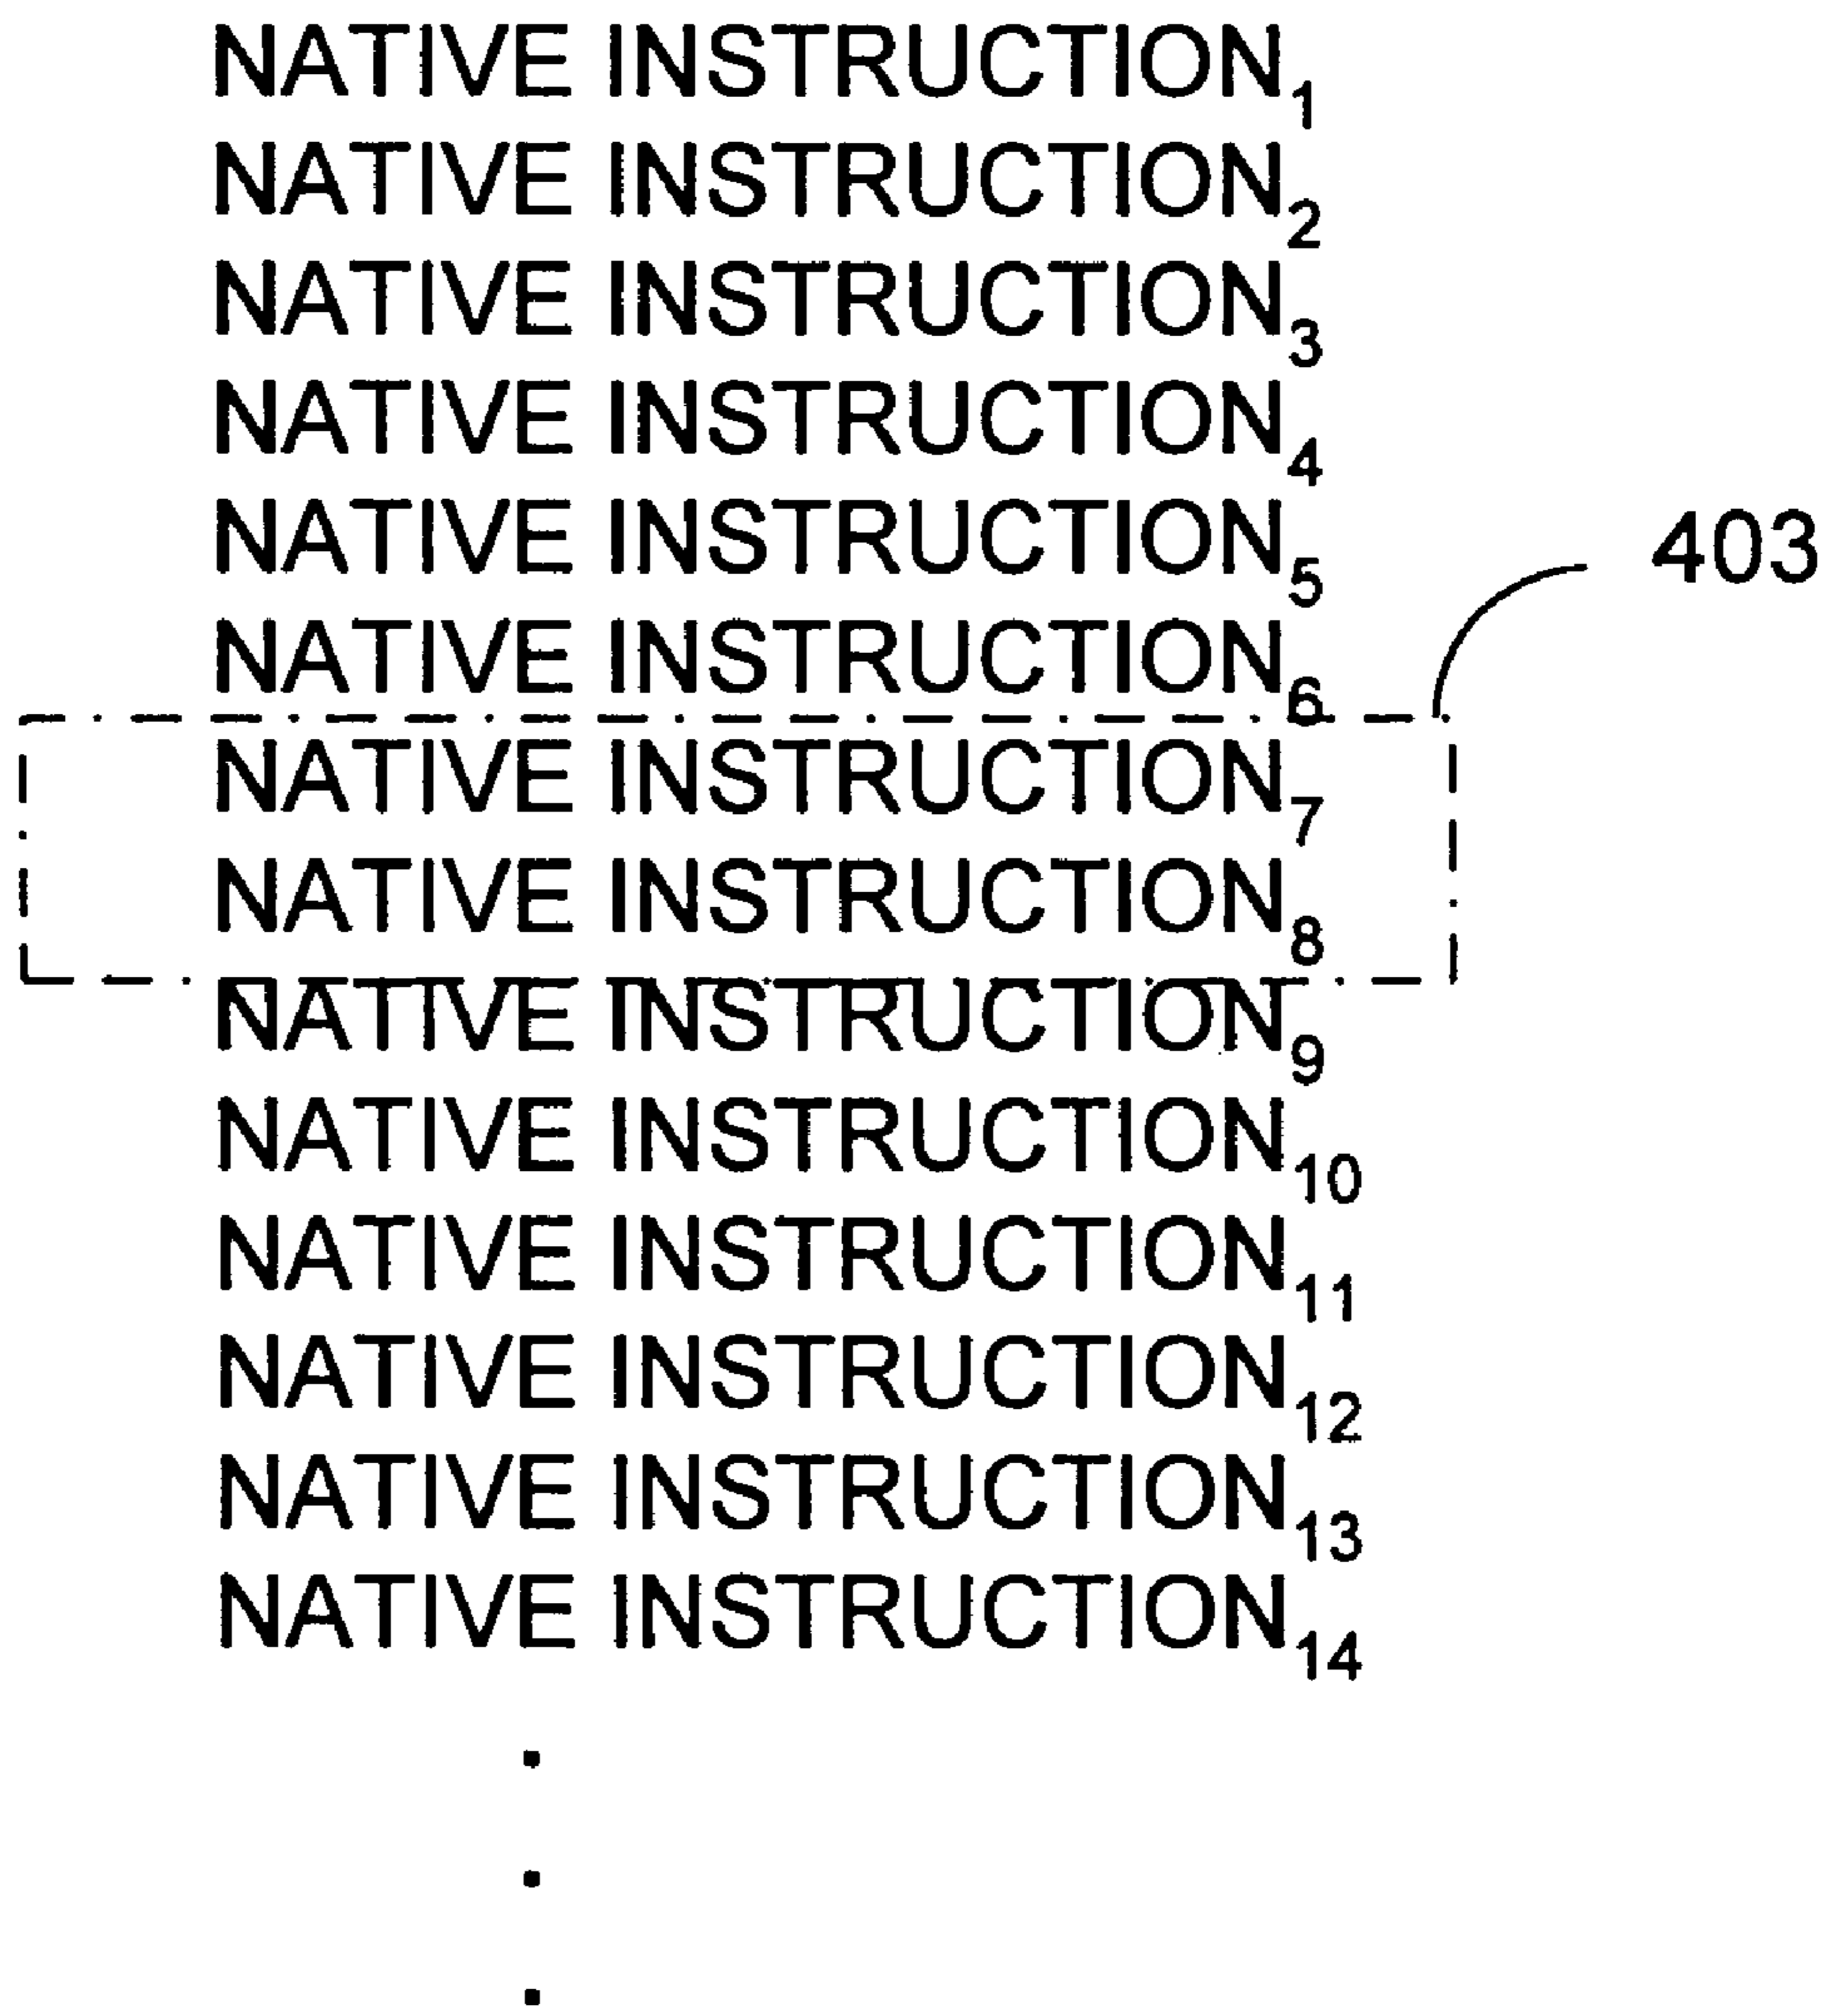 NATIVE INSTRUCTION1
NATIVE INSTRUCTION2
NATIVE INSTRUCTION3
NATIVE INSTRUCTION4
NATIVE INSTRUCTION5
403
NATIVE INSTRUCTION6
NATIVE INSTRUCTION7
NATIVE INSTRUCTION8
NATIVE INSTRUCTION9
NATIVE INSTRUCTION10
NATIVE INSTRUCTION11
NATIVE INSTRUCTION12
NATIVE INSTRUCTION13
NATIVE INSTRUCTION14
.
.
.